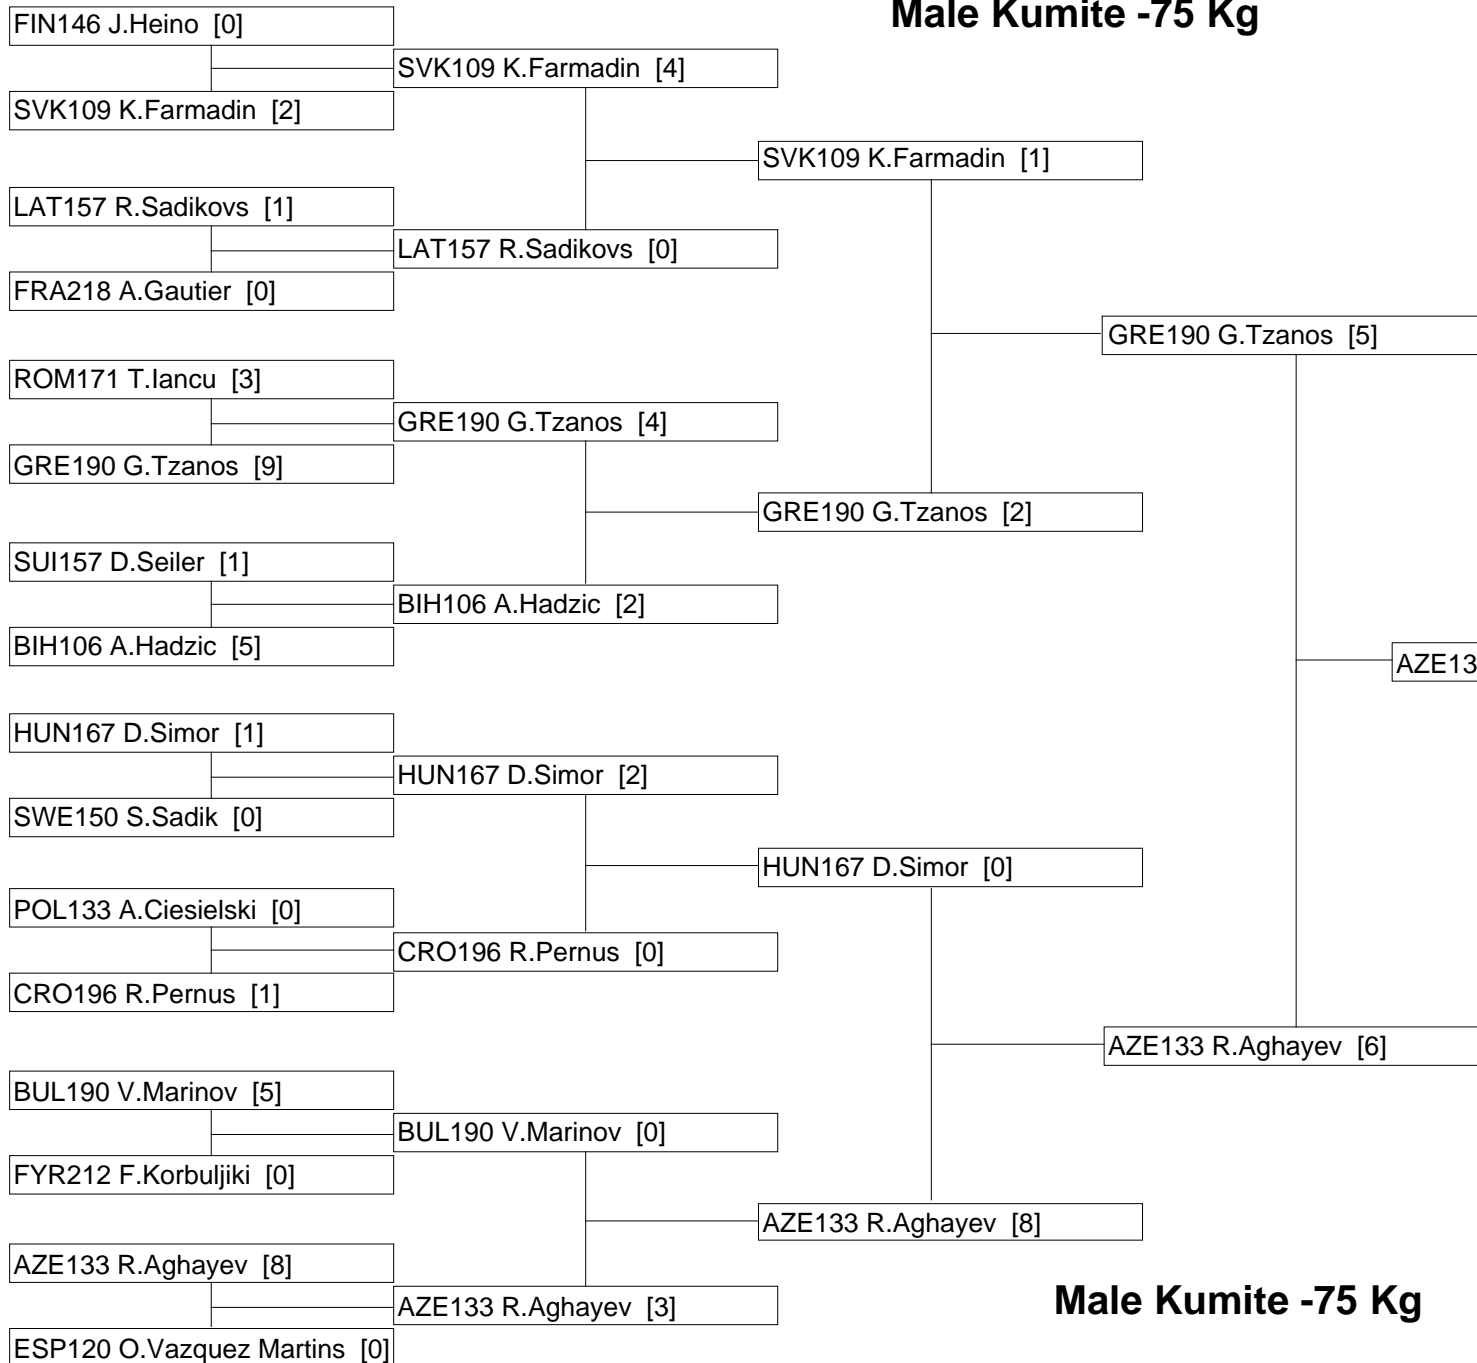 Male Kumite -75 Kg
FIN146 J.Heino [0]
SVK109 K.Farmadin [4]
SVK109 K.Farmadin [2]
SVK109 K.Farmadin [1]
LAT157 R.Sadikovs [1]
LAT157 R.Sadikovs [0]
FRA218 A.Gautier [0]
GRE190 G.Tzanos [5]
ROM171 T.Iancu [3]
GRE190 G.Tzanos [4]
GRE190 G.Tzanos [9]
GRE190 G.Tzanos [2]
SUI157 D.Seiler [1]
BIH106 A.Hadzic [2]
BIH106 A.Hadzic [5]
AZE13
HUN167 D.Simor [1]
HUN167 D.Simor [2]
SWE150 S.Sadik [0]
HUN167 D.Simor [0]
POL133 A.Ciesielski [0]
CRO196 R.Pernus [0]
CRO196 R.Pernus [1]
AZE133 R.Aghayev [6]
BUL190 V.Marinov [5]
BUL190 V.Marinov [0]
FYR212 F.Korbuljiki [0]
AZE133 R.Aghayev [8]
AZE133 R.Aghayev [8]
AZE133 R.Aghayev [3]
Male Kumite -75 Kg
ESP120 O.Vazquez Martins [0]